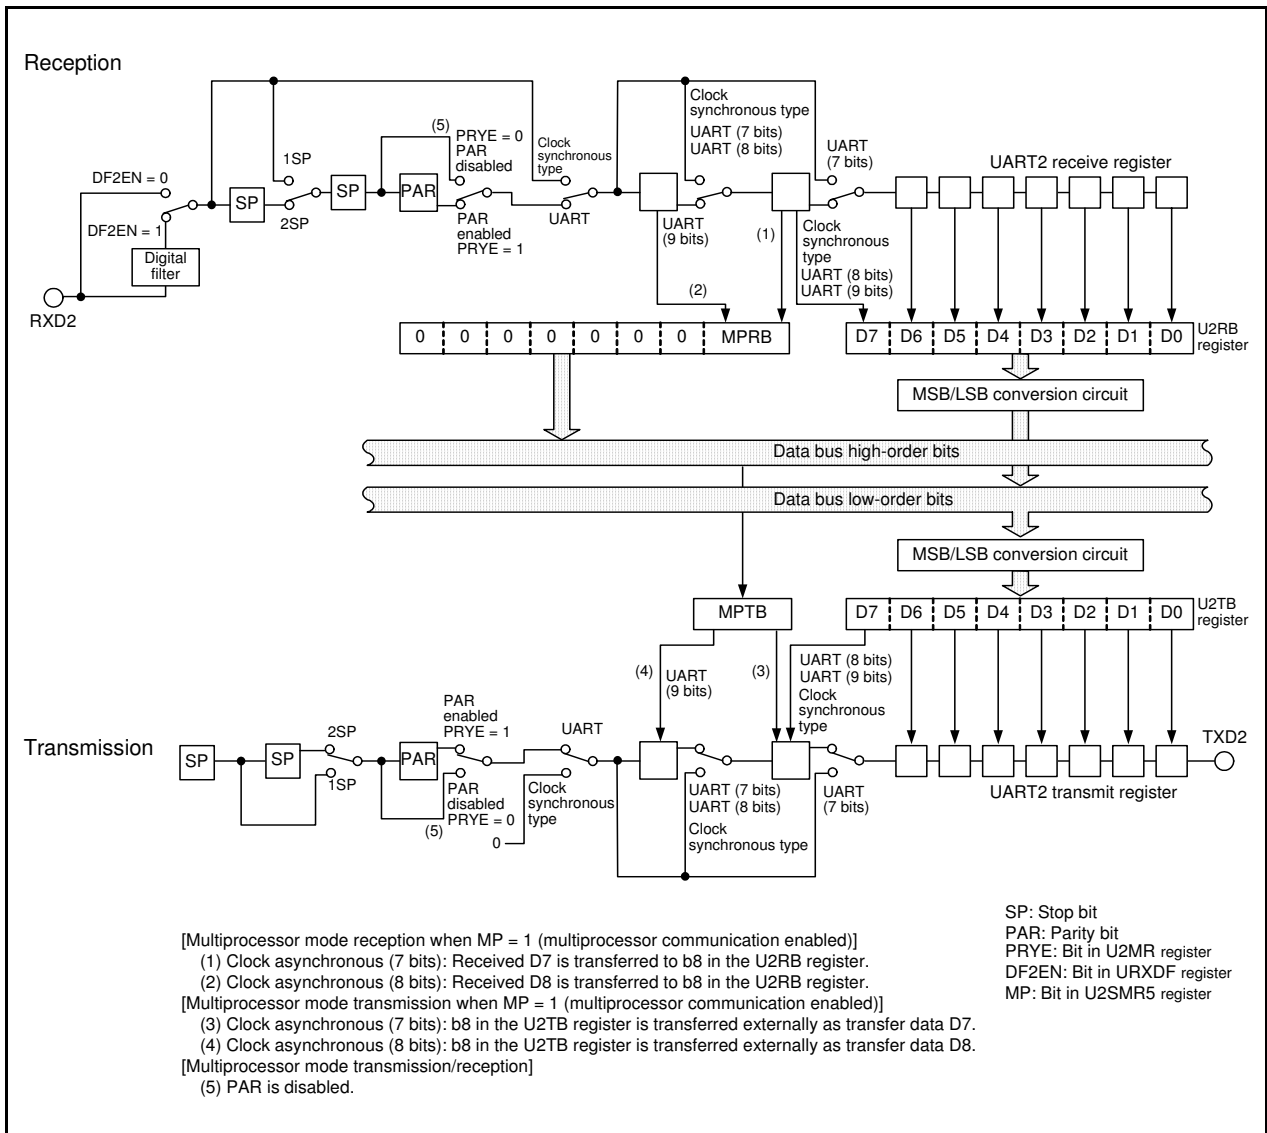 Reception
(5)
PRYE = 0
PAR
disabled
Clock
synchronous
type
Clock
synchronous type
UART (7 bits)
UART (8 bits)
UART
(7 bits)
UART2 receive register
1SP
DF2EN = 0
SP
SP
PAR
2SP
DF2EN = 1
PAR
enabled
PRYE = 1
UART
UART
(9 bits)
(1)
Clock
synchronous
type
UART (8 bits)
UART (9 bits)
Digital
filter
(2)
RXD2
0 0 0 0 0 0 0 MPRB
D7 D6 D5 D4 D3 D2 D1 D0
U2RB
register
MSB/LSB conversion circuit
Data bus high-order bits
Data bus low-order bits
MSB/LSB conversion circuit
MPTB
D7 D6 D5 D4 D3 D2 D1 D0
U2TB
register
(4)
UART
(9 bits)
(3)
UART (8 bits)
UART (9 bits)
Clock
synchronous
type
PAR
enabled
PRYE = 1
2SP
UART
TXD2
Transmission
SP
SP
PAR
1SP
PAR
disabled
PRYE = 0
(5)
0
Clock
synchronous
type
UART (7 bits)
UART (8 bits)
Clock
synchronous type
UART
(7 bits)
UART2 transmit register
SP: Stop bit
PAR: Parity bit
PRYE: Bit in U2MR register
DF2EN: Bit in URXDF register
MP: Bit in U2SMR5 register
[Multiprocessor mode reception when MP = 1 (multiprocessor communication enabled)]
(1) Clock asynchronous (7 bits): Received D7 is transferred to b8 in the U2RB register.
(2) Clock asynchronous (8 bits): Received D8 is transferred to b8 in the U2RB register.
[Multiprocessor mode transmission when MP = 1 (multiprocessor communication enabled)]
(3) Clock asynchronous (7 bits): b8 in the U2TB register is transferred externally as transfer data D7.
(4) Clock asynchronous (8 bits): b8 in the U2TB register is transferred externally as transfer data D8.
[Multiprocessor mode transmission/reception]
(5) PAR is disabled.